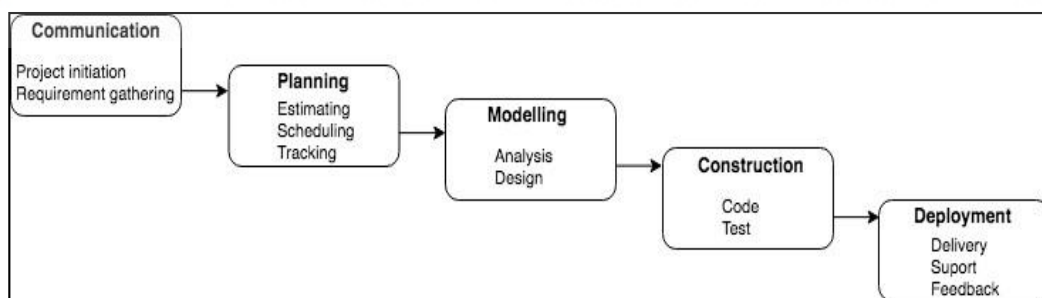 Communication
Project initiation
Requirement gathering
Planning
Estimating
Scheduling
Tracking
Modelling
Analysis
Design
Construction
Code
Test
Deployment
Delivery
Suport
Feedback